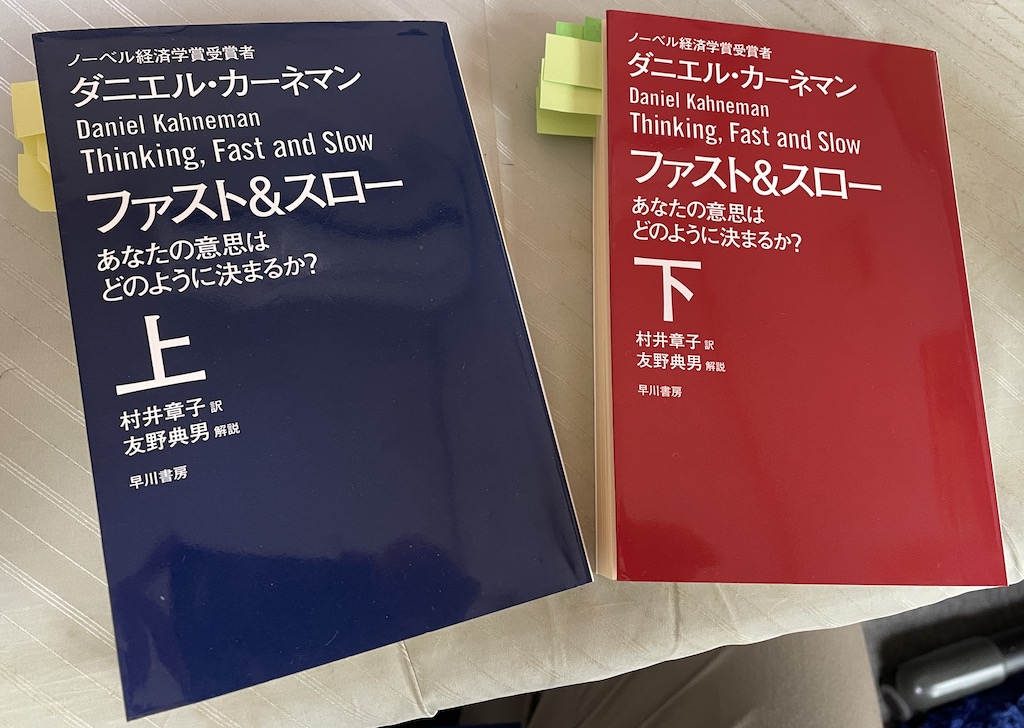 ノーベル経済学賞受賞者
ダニエル・カーネマン
Daniel Kahneman
Thinking, Fast and Slow
ファスト&スロー
あなたの意思は
どのように決まるか?
上
村井章子 訳
友野典男 解説
早川書房
ノーベル経済学賞受賞者
ダニエル・カーネマン
Daniel Kahneman
Thinking, Fast and Slow
ファスト&スロー
あなたの意思は
どのように決まるか?
下
村井章子 訳
友野典男 解説
早川書房